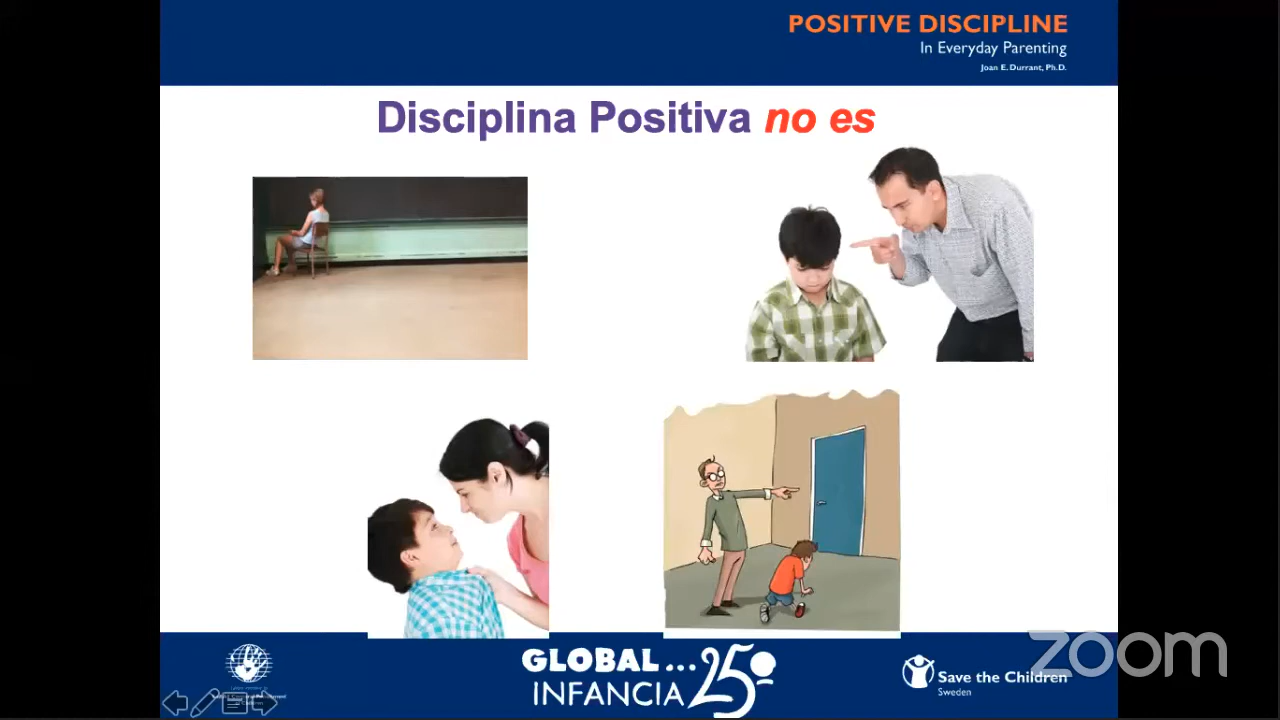 POSITIVE DISCIPLINE
In Everyday Parenting
Joan E. Durrant, Ph.D.
Disciplina Positiva no es
GLOBAL...25
INFANCIA
Save the Children
Sweden
zoom